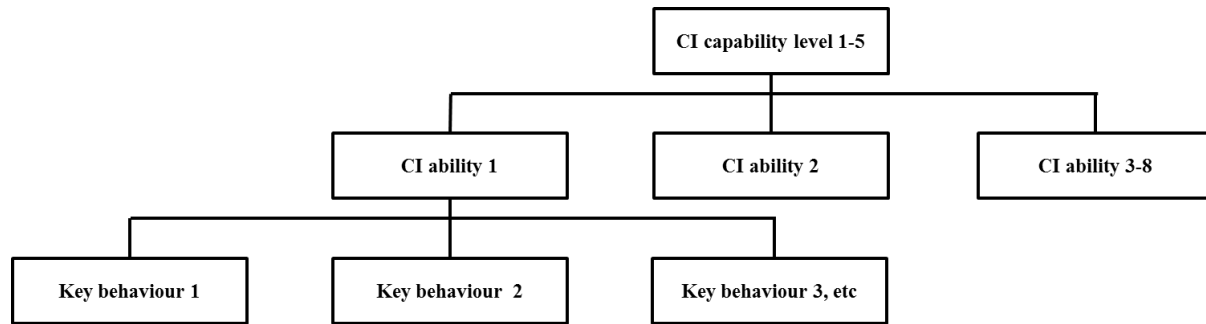 CI capability level 1-5
CI ability 1
CI ability 2
CI ability 3-8
Key behaviour 1
Key behaviour 2
Key behaviour 3, etc